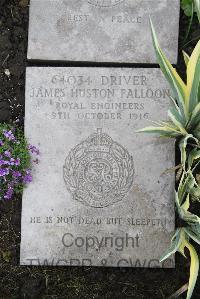 REST IN PEACE
64034 DRIVER
JAMES HUSTON FALLOON
ROYAL ENGINEERS
9TH OCTOBER 1916
HE IS NOT DEAD BUT SLEEPETH
Copyright
TWGPP & CWGC